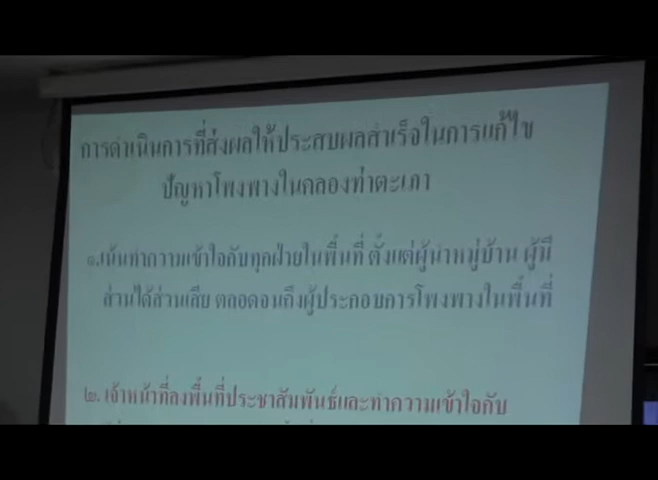 การดำเนินการที่ส่งผลให้ประสบผลสำเร็จในการแก้ไข
ปัญหาโพงพางในคลองท่าตะเภา
๑.เน้นทำความเข้าใจกับทุกฝ่ายในพื้นที่ ตั้งแต่ผู้นำหมู่บ้าน ผู้มี
ส่วนได้ส่วนเสีย ตลอดจนถึงผู้ประกอบการโพงพางในพื้นที่
๒. เจ้าหน้าที่ลงพื้นที่ประชาสัมพันธ์และทำความเข้าใจกับ